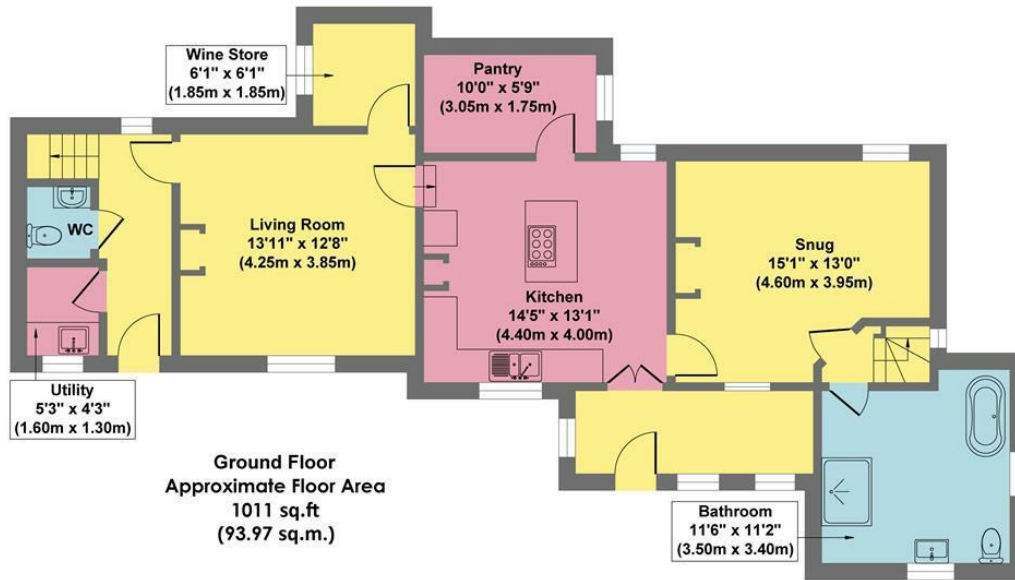 Wine Store
6'1" x 6'1"
(1.85m x 1.85m)
Pantry
10'0" x 5'9"
(3.05m x 1.75m)
WC
Living Room
13'11" x 12'8"
(4.25m x 3.85m)
Snug
15'1" x 13'0"
(4.60m x 3.95m)
Kitchen
14'5" x 13'1"
(4.40m x 4.00m)
Utility
5'3" x 4'3"
(1.60m x 1.30m)
Ground Floor
Approximate Floor Area
1011 sq.ft
(93.97 sq.m.)
Bathroom
11'6" x 11'2"
(3.50m x 3.40m)